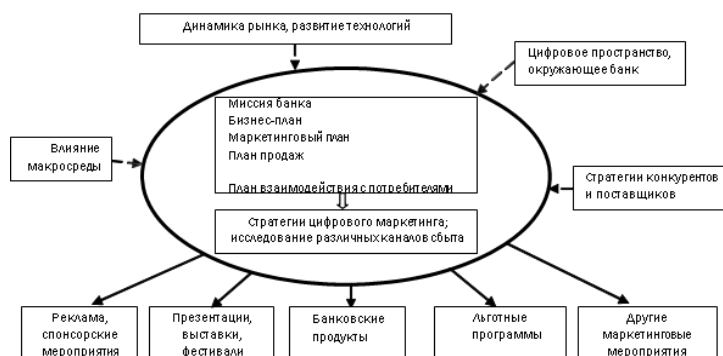 Динамика рынка, развитие технологий
Цифровое пространство,
окружающее банк
Миссия банка
Бизнес-план
Маркетинговый план
План продаж
План взаимодействия с потребителями
Влияние
макросреды
Стратегии конкурентов
и поставщиков
Стратегии цифрового маркетинга;
исследование различных каналов сбыта
Реклама,
спонсорские
мероприятия
Презентации,
выставки,
фестивали
Банковские
продукты
Льготные
программы
Другие
маркетинговые
мероприятия